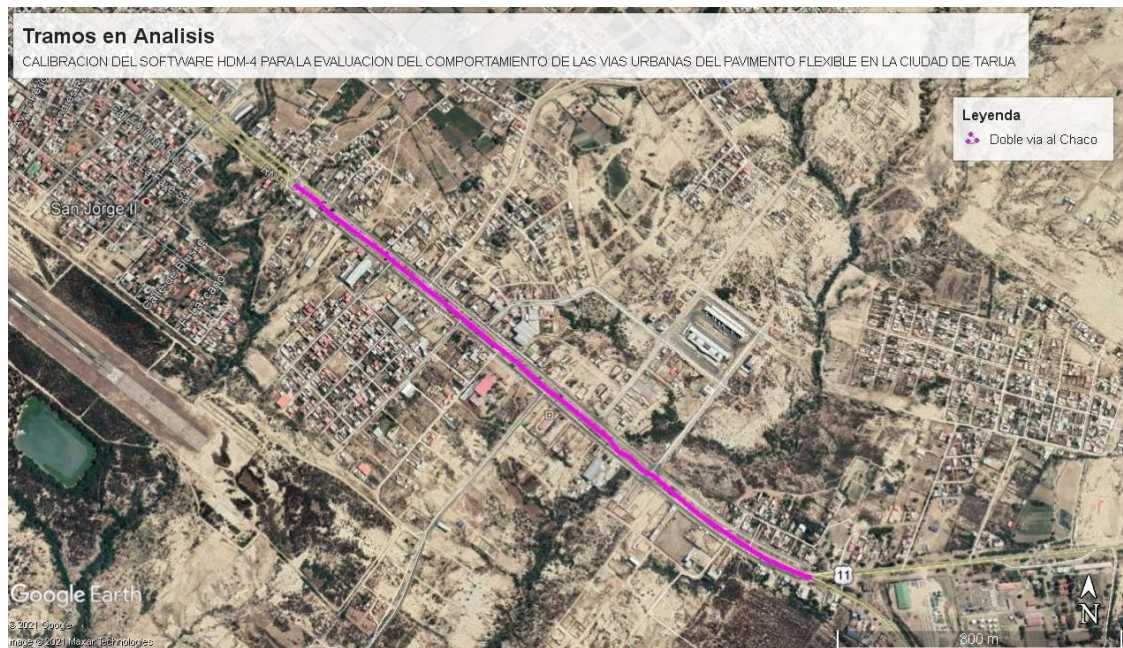 Tramos en Analisis
CALIBRACION DEL SOFTWARE HDM-4 PARA LA EVALUACION DEL COMPORTAMIENTO DE LAS VIAS URBANAS DEL PAVIMENTO FLEXIBLE EN LA CIUDAD DE TARIJA
Leyenda
Doble via al Chaco
San Jorge II
11
Google Earth
© 2021 Google
Image © 2021 Maxar Technologies
N
800 m